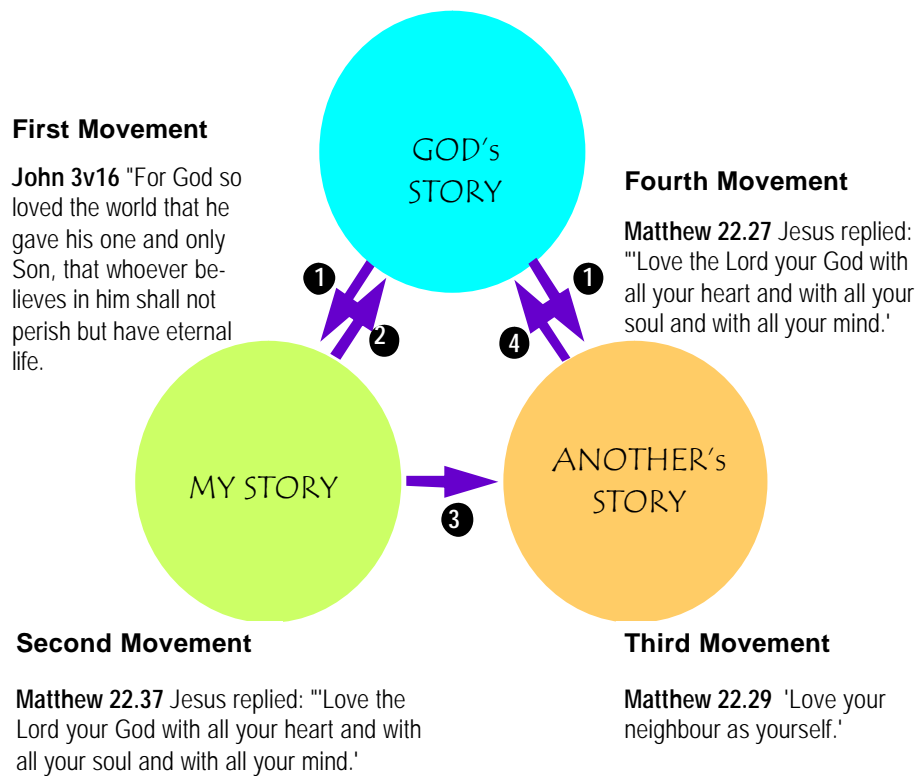 First Movement
John 3v16 "For God so
loved the world that he
gave his one and only
Son, that whoever be-
lieves in him shall not
perish but have eternal
life.
GOD's
STORY
Fourth Movement
Matthew 22.27 Jesus replied:
"'Love the Lord your God with
all your heart and with all your
soul and with all your mind.'
1
1
2
4
MY STORY
ANOTHER's
STORY
3
Second Movement
Matthew 22.37 Jesus replied: "'Love the
Lord your God with all your heart and with
all your soul and with all your mind.'
Third Movement
Matthew 22.29 'Love your
neighbour as yourself.'